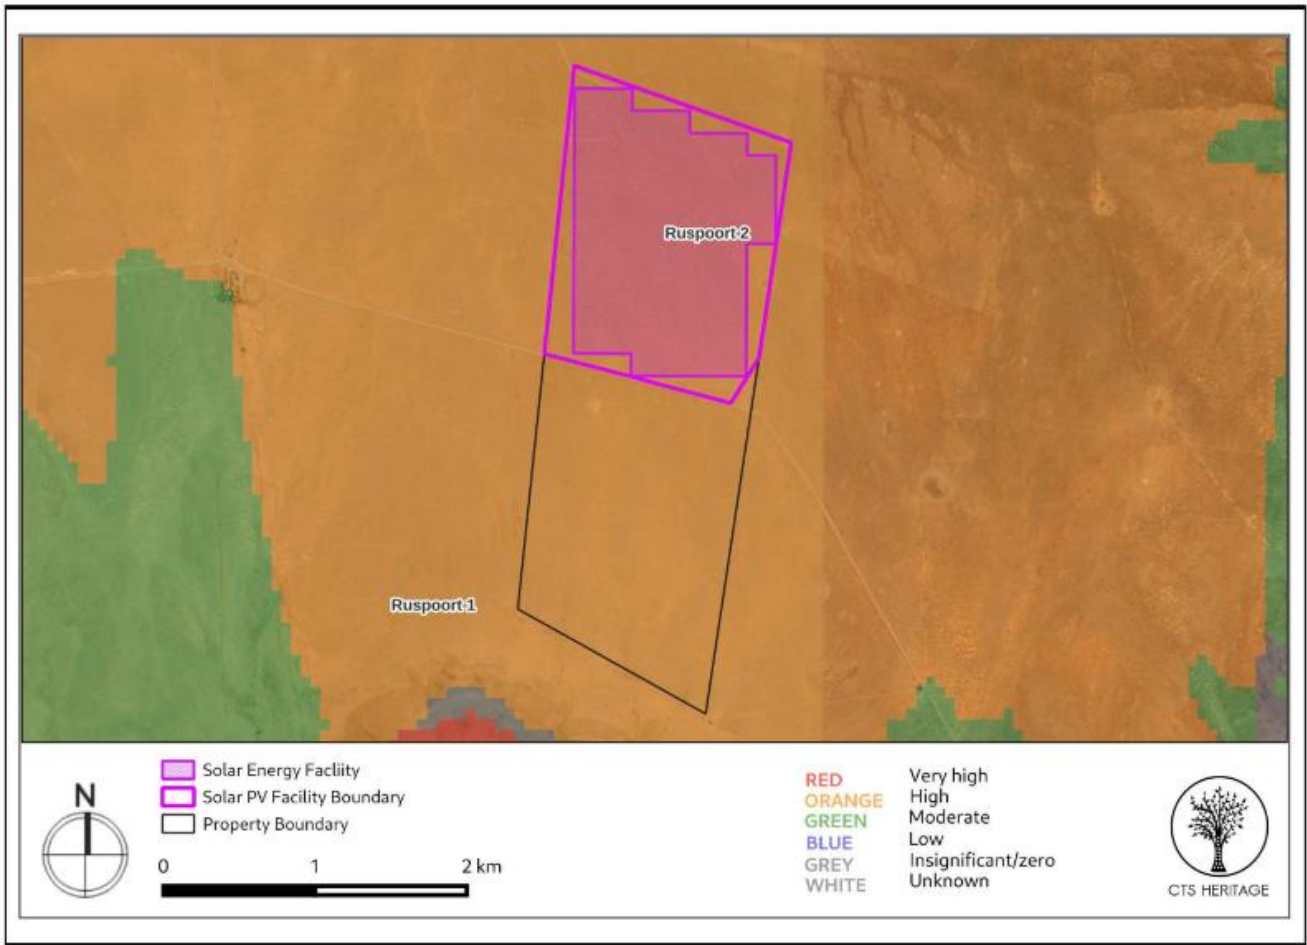 Ruspoort-2
Ruspoort-1
N
Solar Energy Facliity
Solar PV Facility Boundary
Property Boundary
0 1 2 km
RED Very high
ORANGE High
GREEN Moderate
BLUE Low
GREY Insignificant/zero
WHITE Unknown
CTS HERITAGE